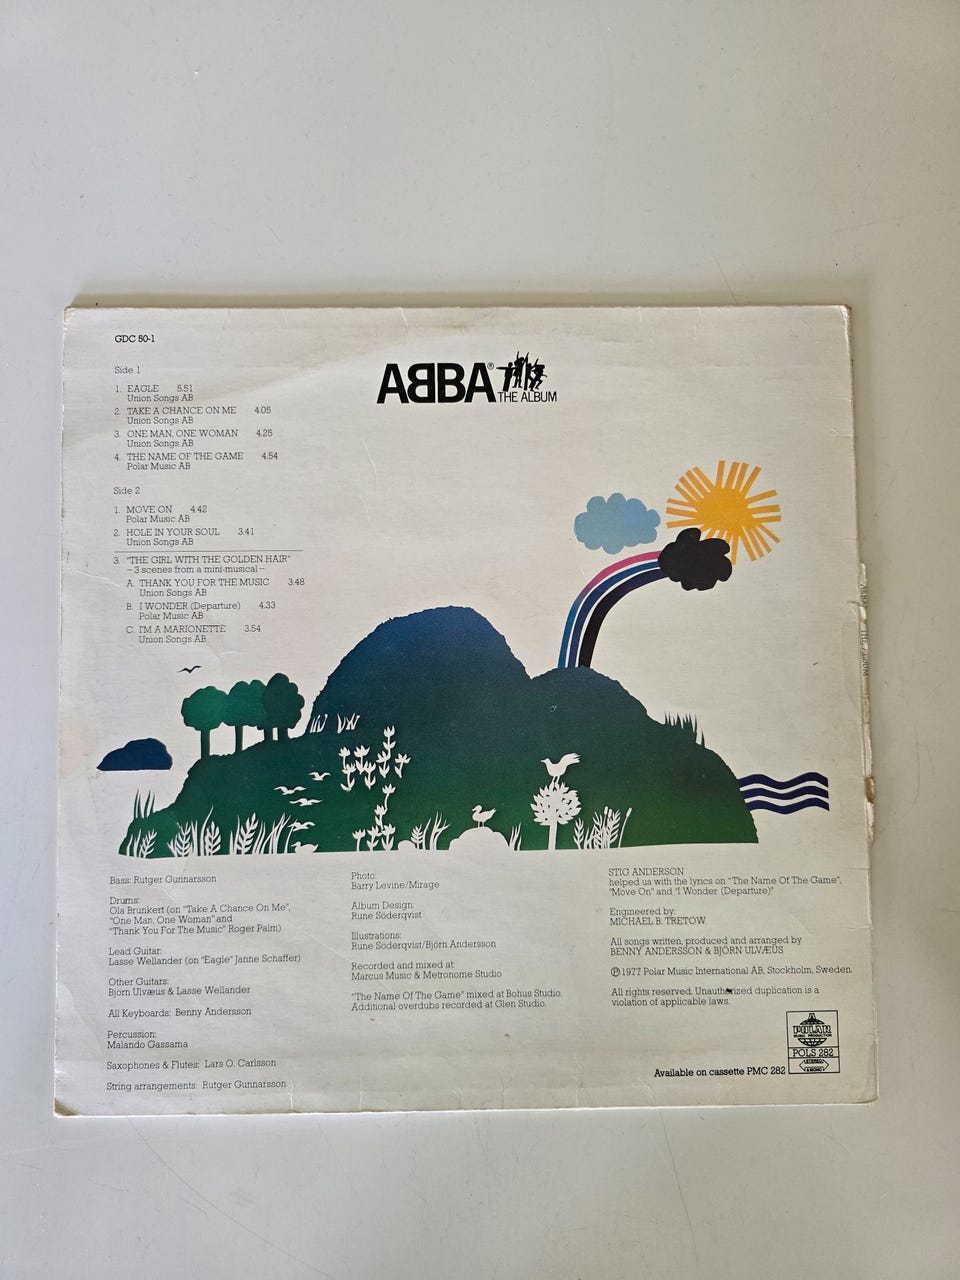 GDC 50-1
ABBA® THE ALBUM
Side 1
1. EAGLE 5.51
Union Songs AB
2. TAKE A CHANCE ON ME 4.05
Union Songs AB
3. ONE MAN, ONE WOMAN 4.25
Union Songs AB
4. THE NAME OF THE GAME 4.54
Polar Music AB
Side 2
1. MOVE ON 4.42
Polar Music AB
2. HOLE IN YOUR SOUL 3.41
Union Songs AB
3. "THE GIRL WITH THE GOLDEN HAIR"
–3 scenes from a mini-musical–
A. THANK YOU FOR THE MUSIC 3.48
Union Songs AB
B. I WONDER (Departure) 4.33
Polar Music AB
C. I'M A MARIONETTE 3.54
Union Songs AB
Bass: Rutger Gunnarsson
Drums:
Ola Brunkert (on "Take A Chance On Me",
"One Man, One Woman" and
"Thank You For The Music" Roger Palm)
Lead Guitar:
Lasse Wellander (on "Eagle" Janne Schaffer)
Other Guitars:
Björn Ulvæus & Lasse Wellander
All Keyboards: Benny Andersson
Percussion:
Malando Gassama
Saxophones & Flutes: Lars O. Carlsson
String arrangements: Rutger Gunnarsson
Photo:
Barry Levine/Mirage
Album Design:
Rune Söderqvist
Illustrations:
Rune Söderqvist/Björn Andersson
Recorded and mixed at:
Marcus Music & Metronome Studio
"The Name Of The Game" mixed at Bohus Studio.
Additional overdubs recorded at Glen Studio.
STIG ANDERSON
helped us with the lyrics on "The Name Of The Game",
"Move On" and "I Wonder (Departure)"
Engineered by:
MICHAEL B. TRETOW
All songs written, produced and arranged by
BENNY ANDERSSON & BJÖRN ULVÆUS
℗ 1977 Polar Music International AB, Stockholm, Sweden.
All rights reserved. Unauthorized duplication is a
violation of applicable laws.
POLAR
MUSIC PRODUCTION
POLS 282
STEREO
& MONO
Available on cassette PMC 282